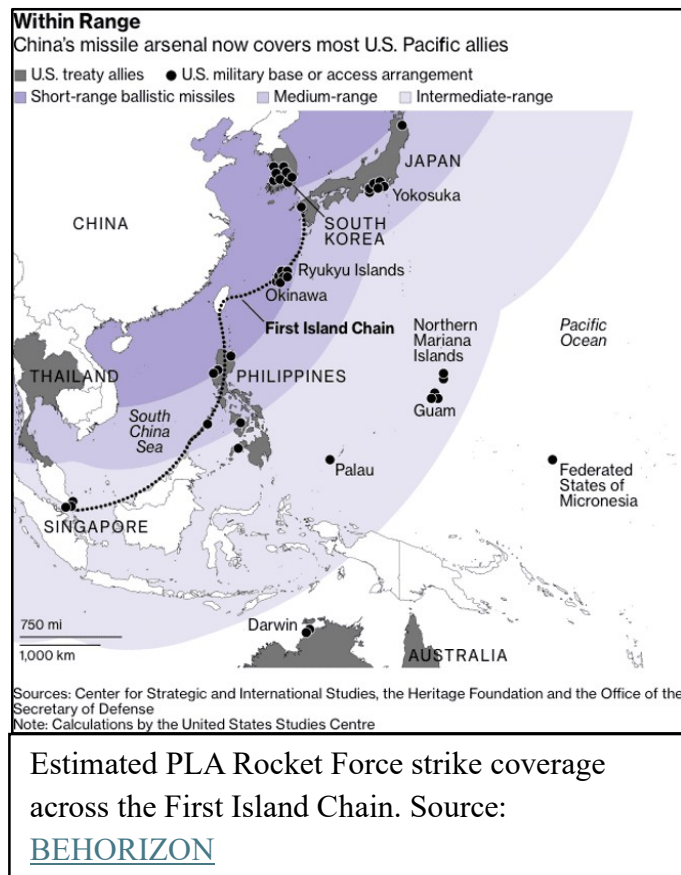 Within Range
China's missile arsenal now covers most U.S. Pacific allies
U.S. treaty allies U.S. military base or access arrangement
Short-range ballistic missiles Medium-range Intermediate-range
JAPAN
Yokosuka
CHINA
SOUTH
KOREA
Ryukyu Islands
Okinawa
First Island Chain
Northern
Mariana
Islands
Pacific
Ocean
THAILAND
PHILIPPINES
Guam
South
China
Sea
Palau
Federated
States of
Micronesia
SINGAPORE
750 mi
1,000 km
Darwin
AUSTRALIA
Sources: Center for Strategic and International Studies, the Heritage Foundation and the Office of the
Secretary of Defense
Note: Calculations by the United States Studies Centre
Estimated PLA Rocket Force strike coverage
across the First Island Chain. Source:
BEHORIZON